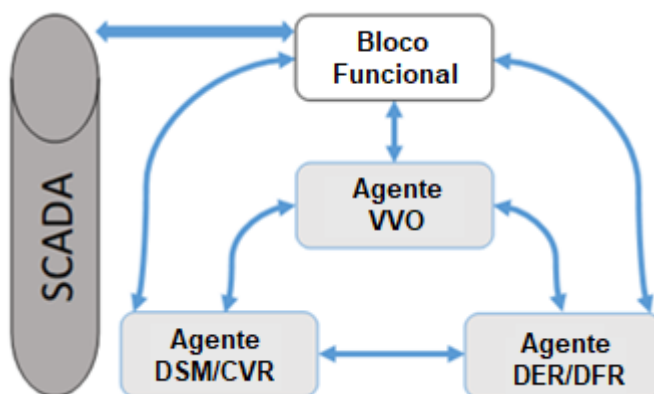 SCADA
Bloco
Funcional
Agente
VVO
Agente
DSM/CVR
Agente
DER/DFR